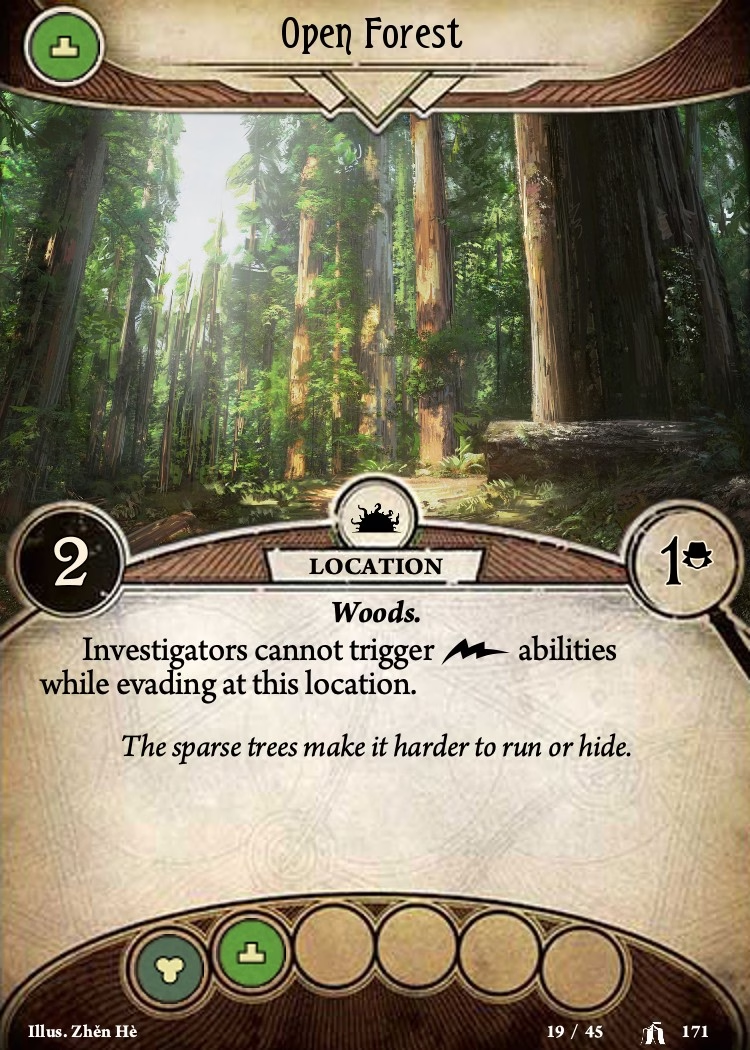 Open Forest
2
LOCATION
1
Woods.
Investigators cannot trigger abilities
while evading at this location.
The sparse trees make it harder to run or hide.
Illus. Zhěn Hè
19 / 45
171